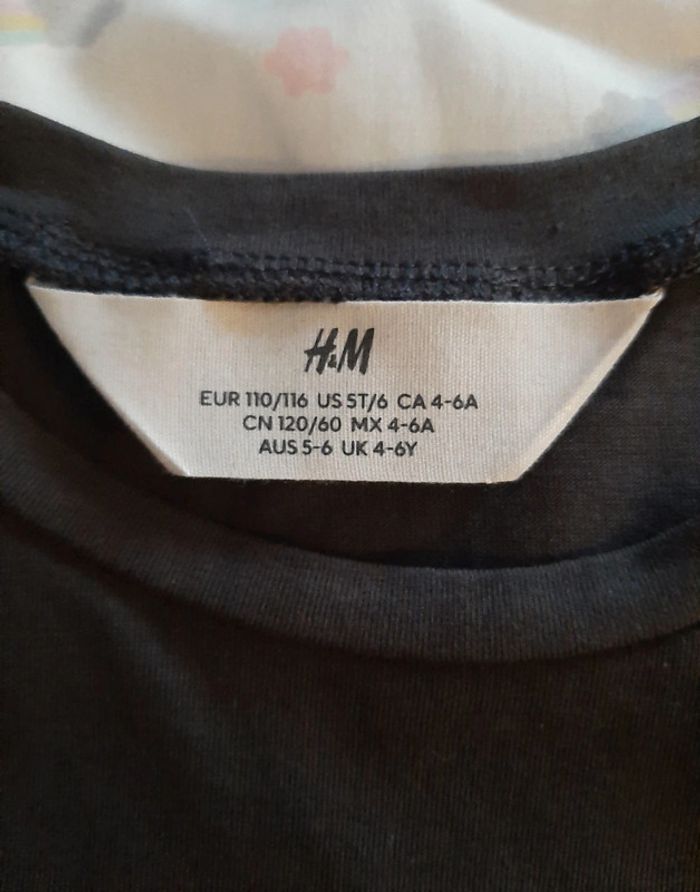 H&M
EUR 110/116 US 5T/6 CA 4-6A
CN 120/60 MX 4-6A
AUS 5-6 UK 4-6Y